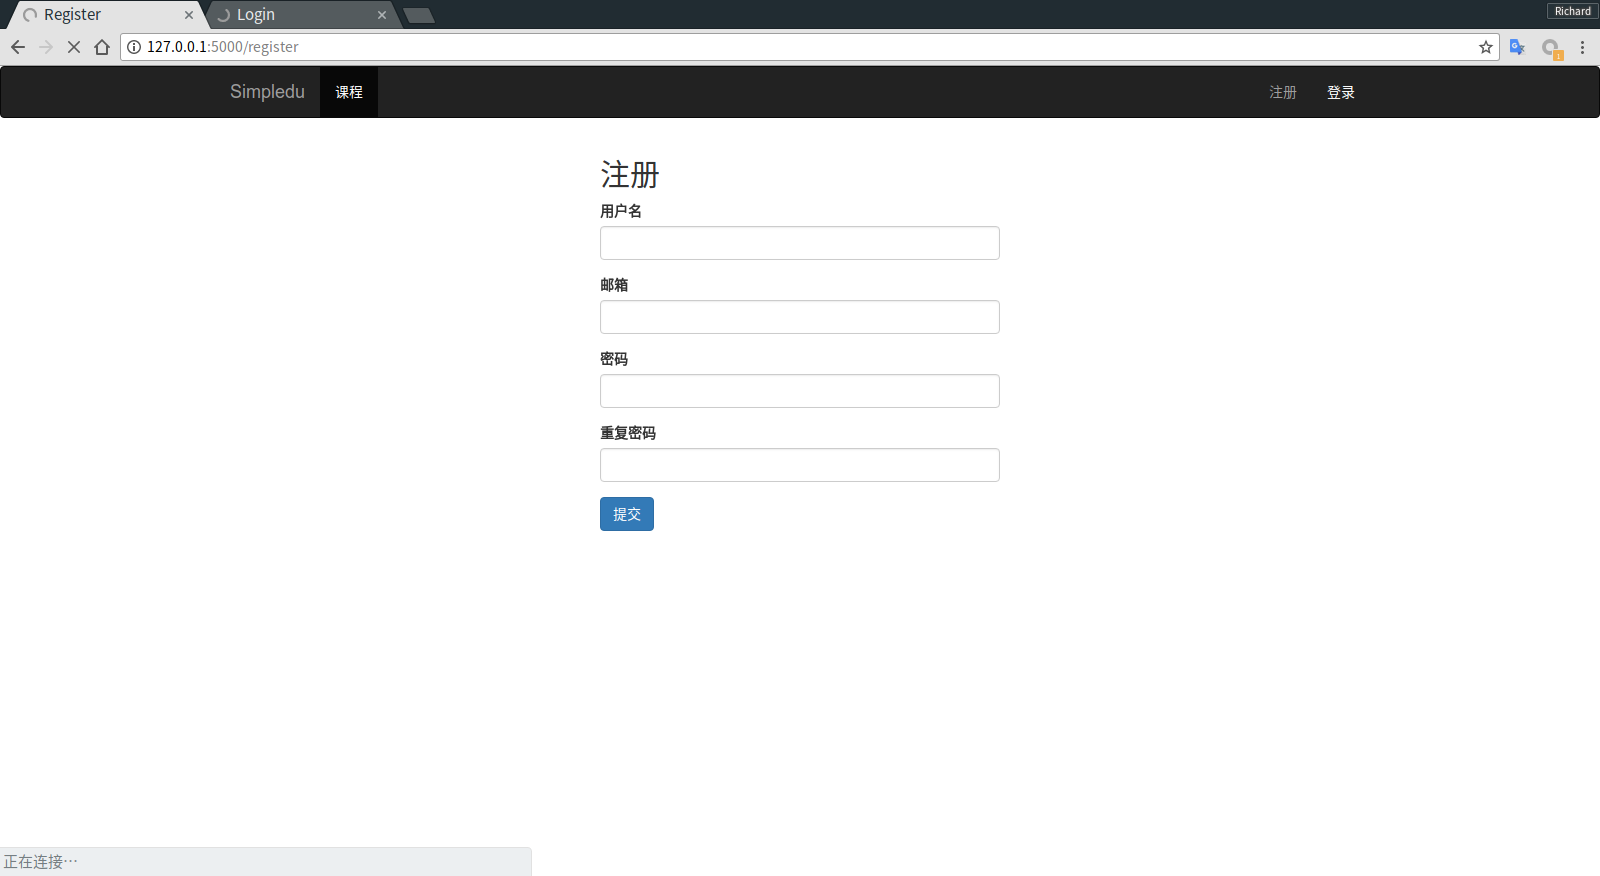 Register
Login
Richard
127.0.0.1:5000/register
Simpledu
课程
注册
登录
注册
用户名
邮箱
密码
重复密码
提交
正在连接…